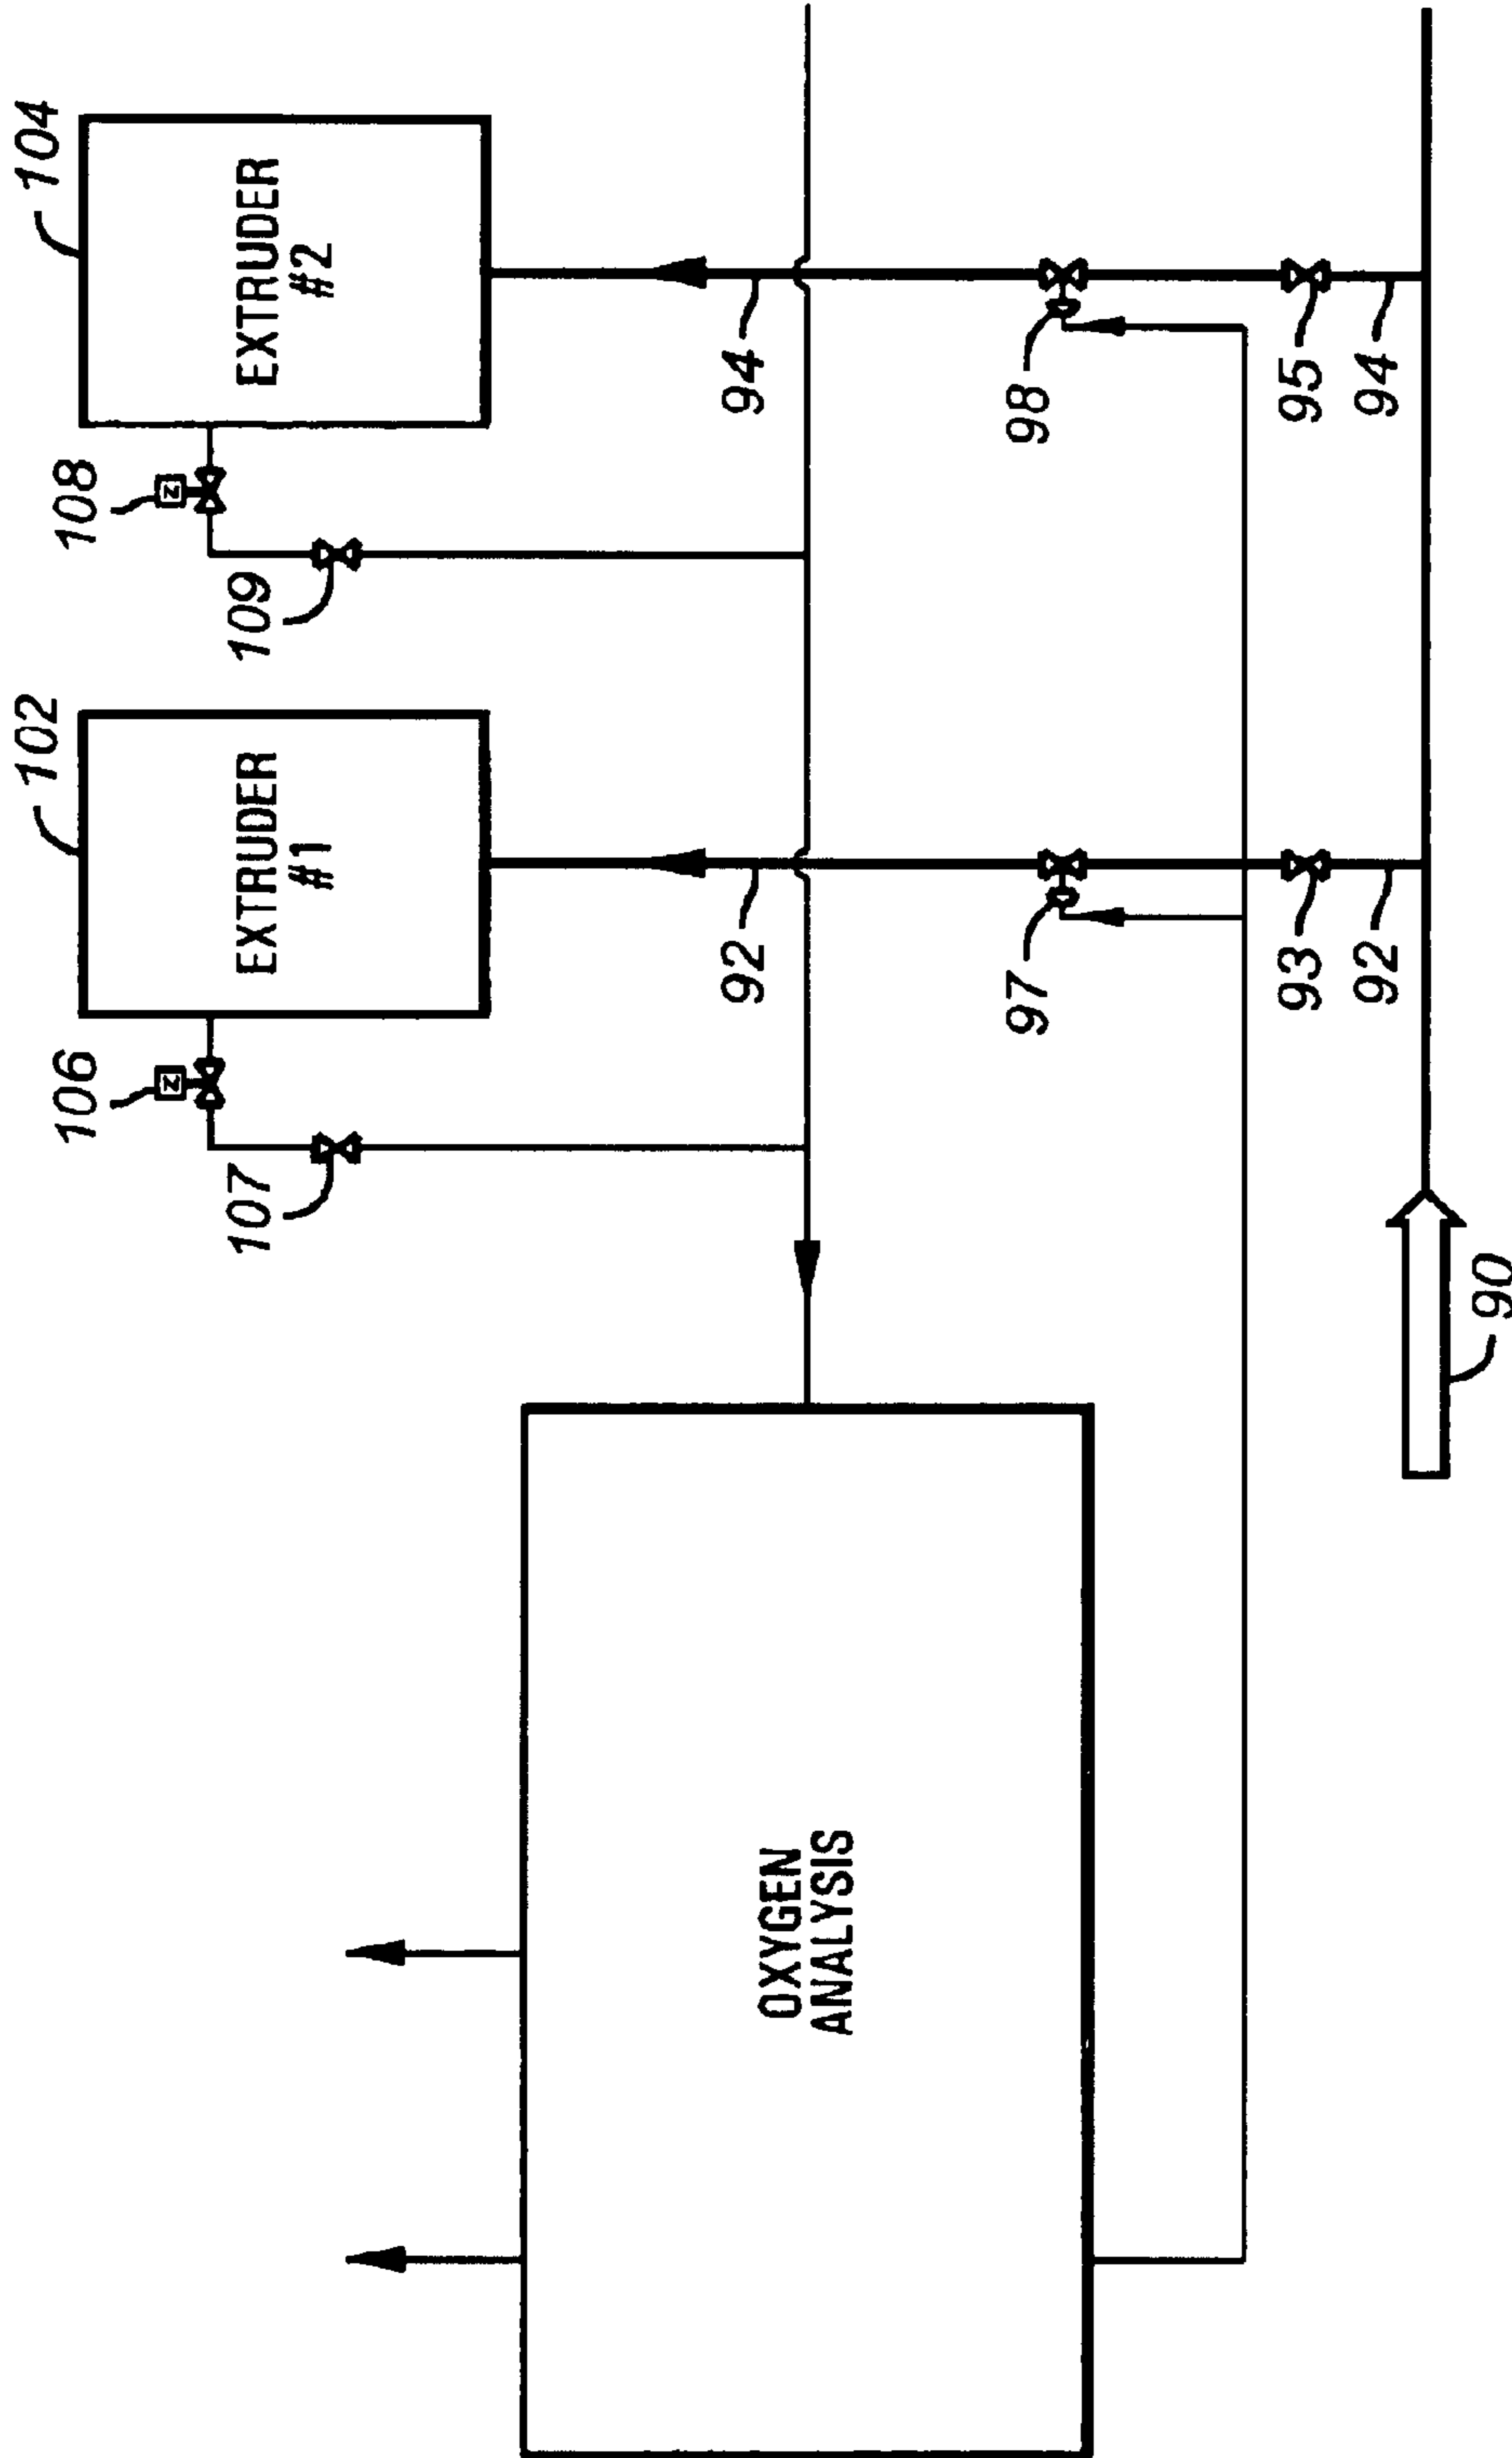 102
104
106
108
N
N
107
109
EXTRUDER
#1
EXTRUDER
#2
92
94
OXYGEN
ANALYSIS
97
98
93
95
92
94
90